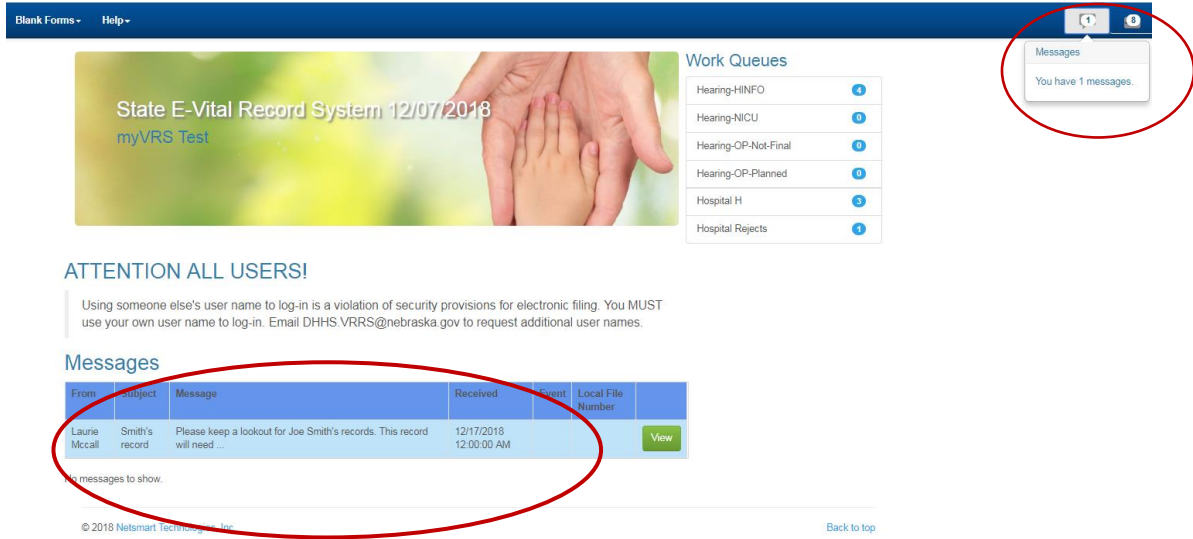 Blank Forms Help 1 8
Messages
You have 1 messages.
State E-Vital Record System 12/07/2018
myVRS Test
Work Queues
Hearing-HINFO 4
Hearing-NICU 0
Hearing-OP-Not-Final 0
Hearing-OP-Planned 0
Hospital H 3
Hospital Rejects 1
ATTENTION ALL USERS!
Using someone else's user name to log-in is a violation of security provisions for electronic filing. You MUST
use your own user name to log-in. Email DHHS.VRRS@nebraska.gov to request additional user names.
Messages
From Subject Message Received Event Local File
Number
Laurie Smith's Please keep a lookout for Joe Smith's records. This record 12/17/2018 View
Mccall record will need ... 12:00:00 AM
No messages to show.
© 2018 Netsmart Technologies, Inc. Back to top